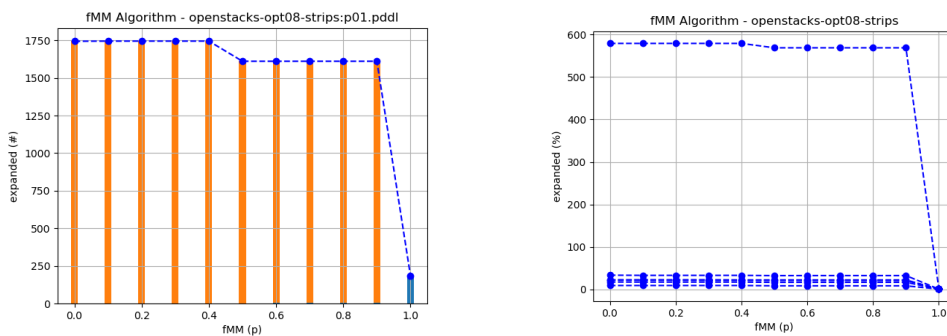 fMM Algorithm - openstacks-opt08-strips:p01.pddl
expanded (#)
1750
1500
1250
1000
750
500
250
0
0.0 0.2 0.4 0.6 0.8 1.0
fMM (p)
fMM Algorithm - openstacks-opt08-strips
expanded (%)
600
500
400
300
200
100
0
0.0 0.2 0.4 0.6 0.8 1.0
fMM (p)